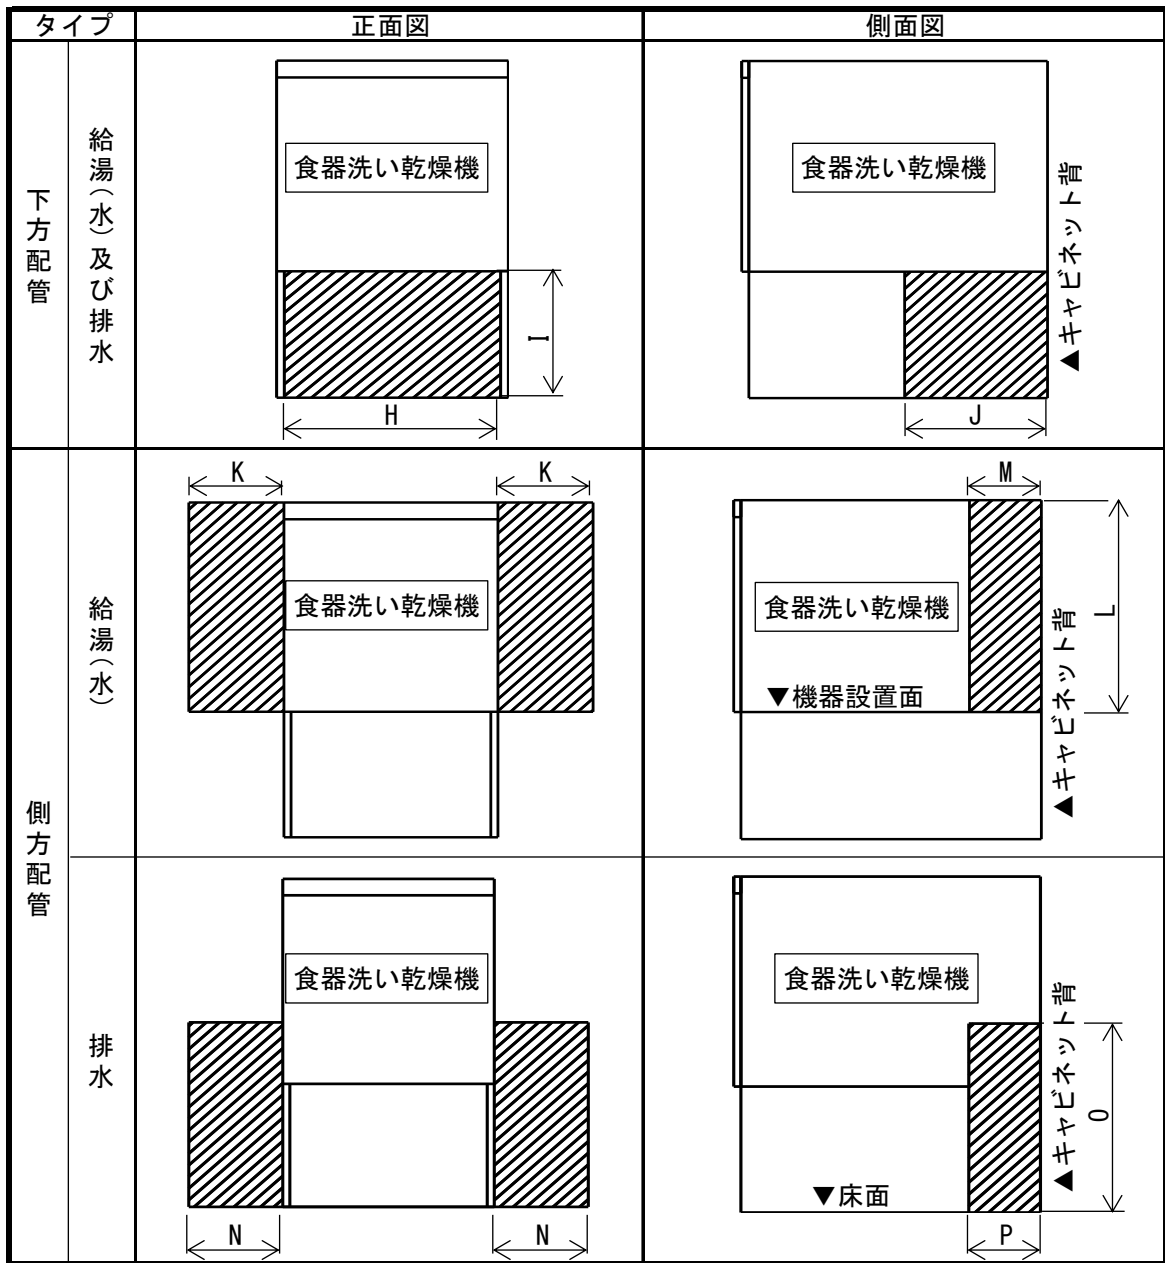 タイプ
正面図
側面図
下方配管
給湯(水)及び排水
食器洗い乾燥機
I
H
食器洗い乾燥機
▲キャビネット背
J
側方配管
給湯(水)
K
K
食器洗い乾燥機
M
食器洗い乾燥機
▼機器設置面
L
▲キャビネット背
排水
食器洗い乾燥機
N
N
食器洗い乾燥機
▼床面
▲キャビネット背
O
P